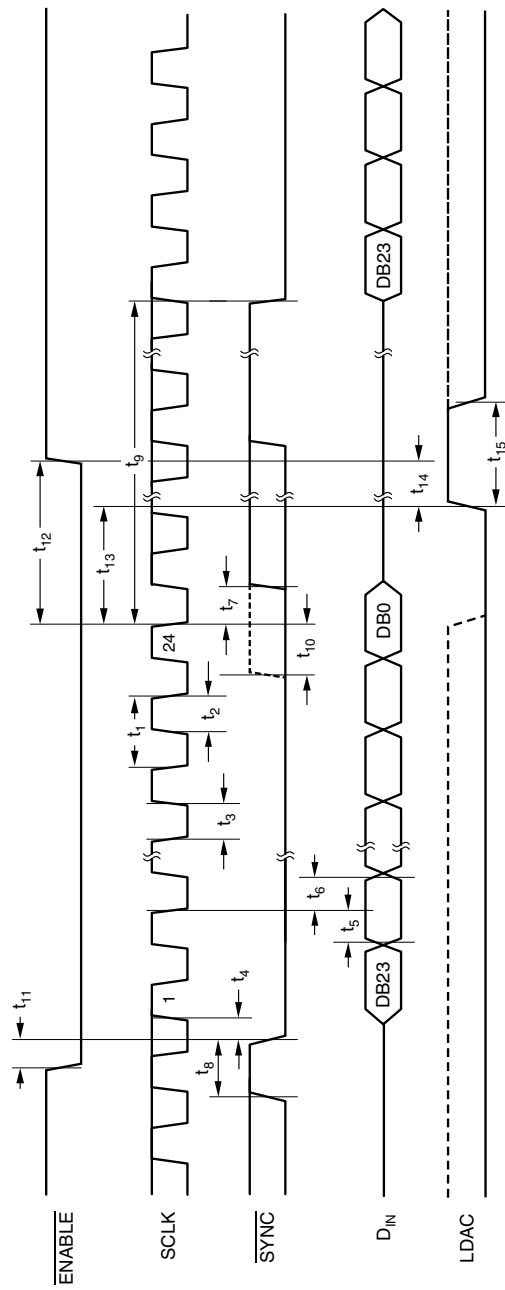 ENABLE
SCLK
SYNC
DIN
LDAC
t11
t12
t9
t13
1
24
t4
t8
t1
t2
t3
t7
t10
t5
t6
t14
t15
DB23
DB0
DB23